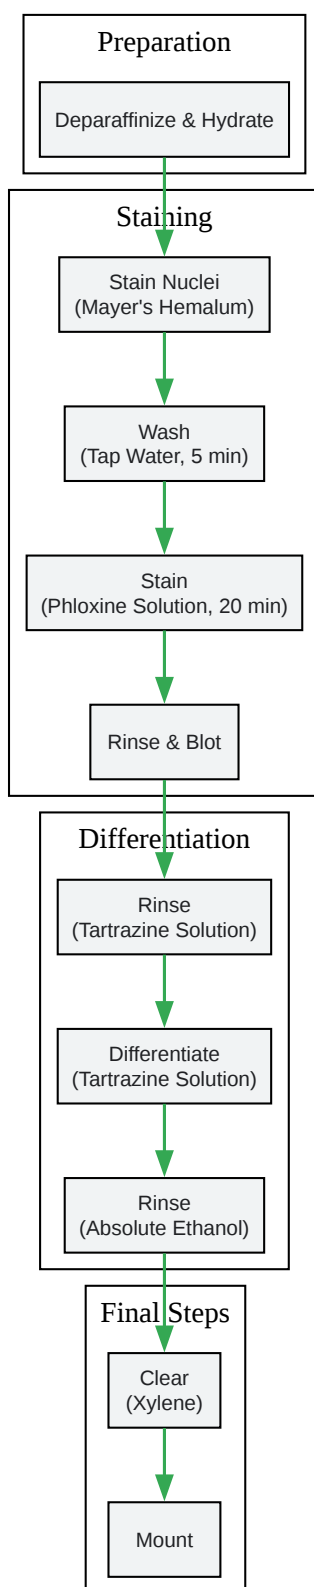 Preparation
Deparaffinize & Hydrate
Staining
Stain Nuclei
(Mayer's Hemalum)
Wash
(Tap Water, 5 min)
Stain
(Phloxine Solution, 20 min)
Rinse & Blot
Differentiation
Rinse
(Tartrazine Solution)
Differentiate
(Tartrazine Solution)
Rinse
(Absolute Ethanol)
Final Steps
Clear
(Xylene)
Mount